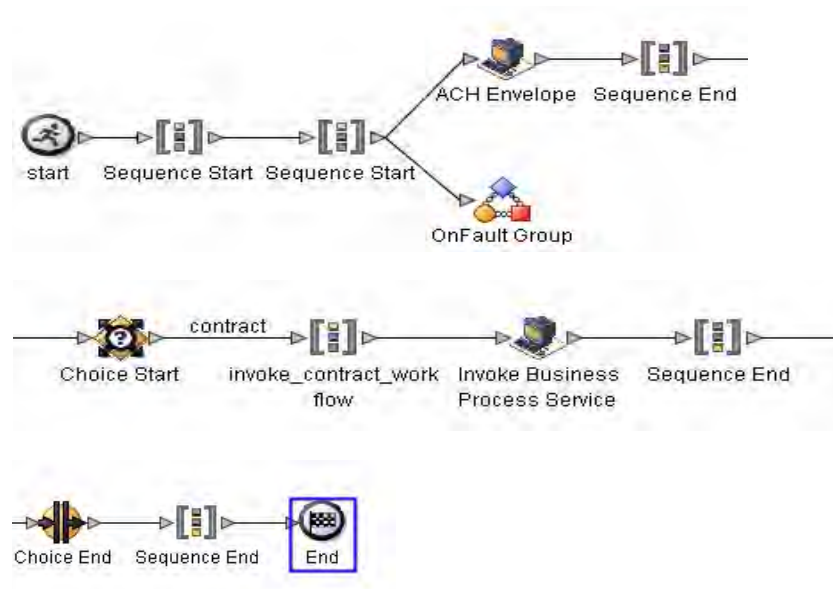 ACH Envelope
Sequence End
start
Sequence Start
Sequence Start
OnFault Group
contract
Choice Start
invoke_contract_work
flow
Invoke Business
Process Service
Sequence End
Choice End
Sequence End
End